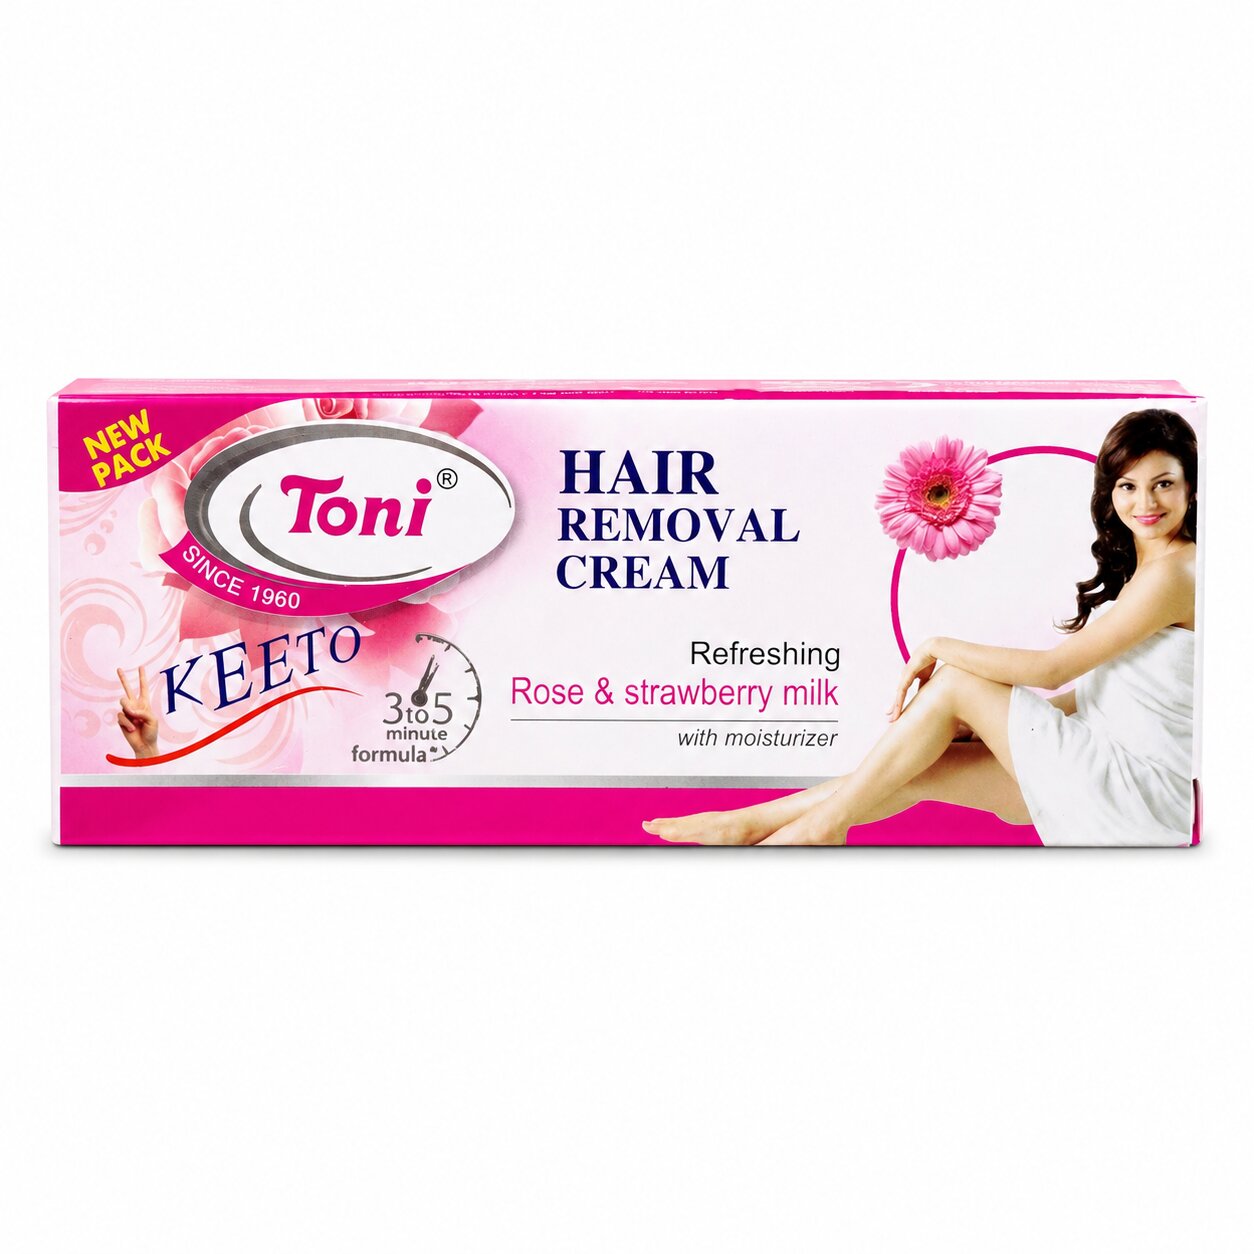 NEW
PACK
Toni®
SINCE 1960
KEETO
3to5
minute
formula
HAIR
REMOVAL
CREAM
Refreshing
Rose & strawberry milk
with moisturizer